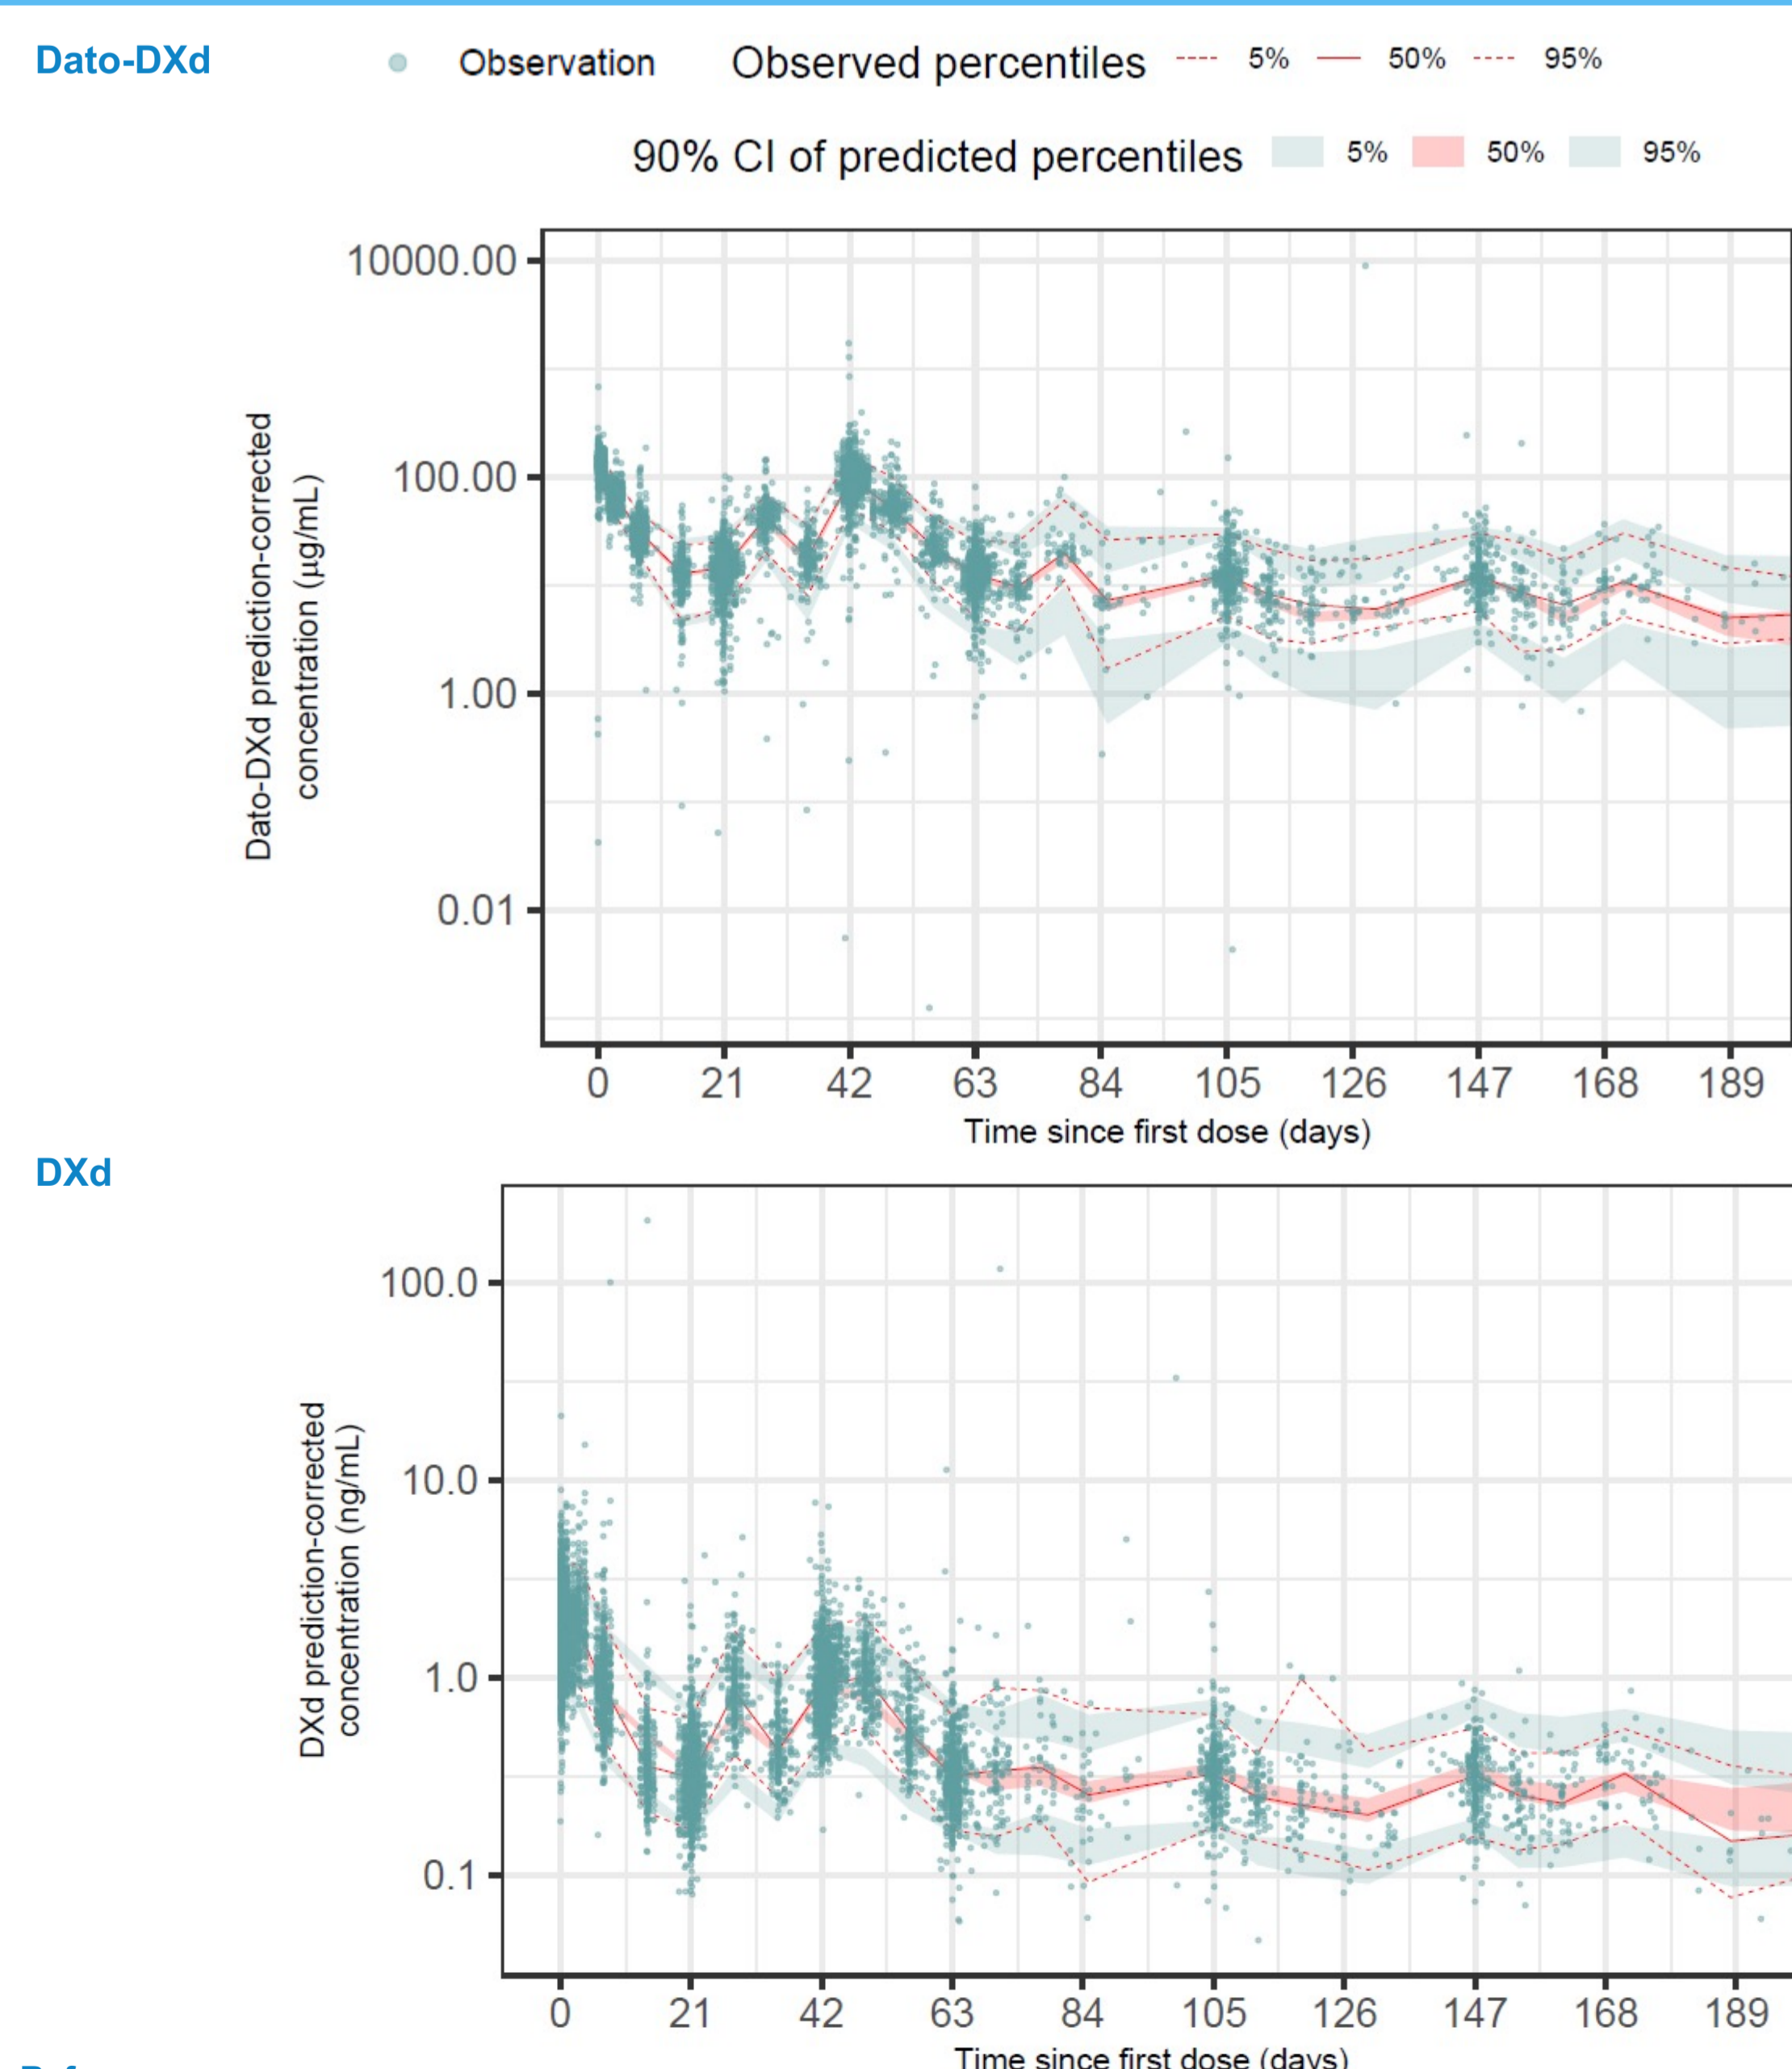 Dato-DXd
Observation Observed percentiles 5% 50% 95%
90% CI of predicted percentiles 5% 50% 95%
Dato-DXd prediction-corrected
concentration (µg/mL)
10000.00
100.00
1.00
0.01
0 21 42 63 84 105 126 147 168 189
Time since first dose (days)
DXd
DXd prediction-corrected
concentration (ng/mL)
100.0
10.0
1.0
0.1
0 21 42 63 84 105 126 147 168 189
Time since first dose (days)